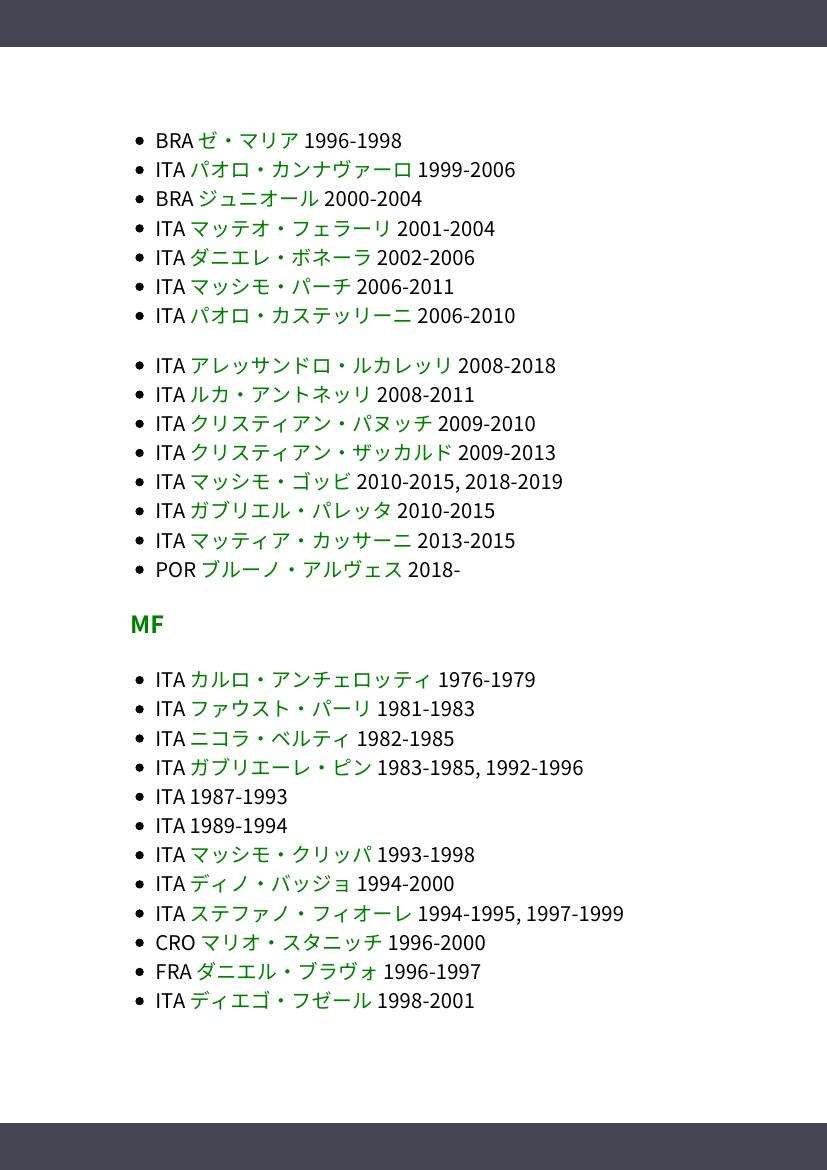 • BRA ゼ・マリア 1996-1998
• ITA パオロ・カンナヴァーロ 1999-2006
• BRA ジュニオール 2000-2004
• ITA マッテオ・フェラーリ 2001-2004
• ITA ダニエレ・ボネーラ 2002-2006
• ITA マッシモ・パーチ 2006-2011
• ITA パオロ・カステッリーニ 2006-2010
• ITA アレッサンドロ・ルカレッリ 2008-2018
• ITA ルカ・アントネッリ 2008-2011
• ITA クリスティアン・パヌッチ 2009-2010
• ITA クリスティアン・ザッカルド 2009-2013
• ITA マッシモ・ゴッビ 2010-2015, 2018-2019
• ITA ガブリエル・パレッタ 2010-2015
• ITA マッティア・カッサーニ 2013-2015
• POR ブルーノ・アルヴェス 2018-
MF
• ITA カルロ・アンチェロッティ 1976-1979
• ITA ファウスト・パーリ 1981-1983
• ITA ニコラ・ベルティ 1982-1985
• ITA ガブリエーレ・ピン 1983-1985, 1992-1996
• ITA 1987-1993
• ITA 1989-1994
• ITA マッシモ・クリッパ 1993-1998
• ITA ディノ・バッジョ 1994-2000
• ITA ステファノ・フィオーレ 1994-1995, 1997-1999
• CRO マリオ・スタニッチ 1996-2000
• FRA ダニエル・ブラヴォ 1996-1997
• ITA ディエゴ・フゼール 1998-2001